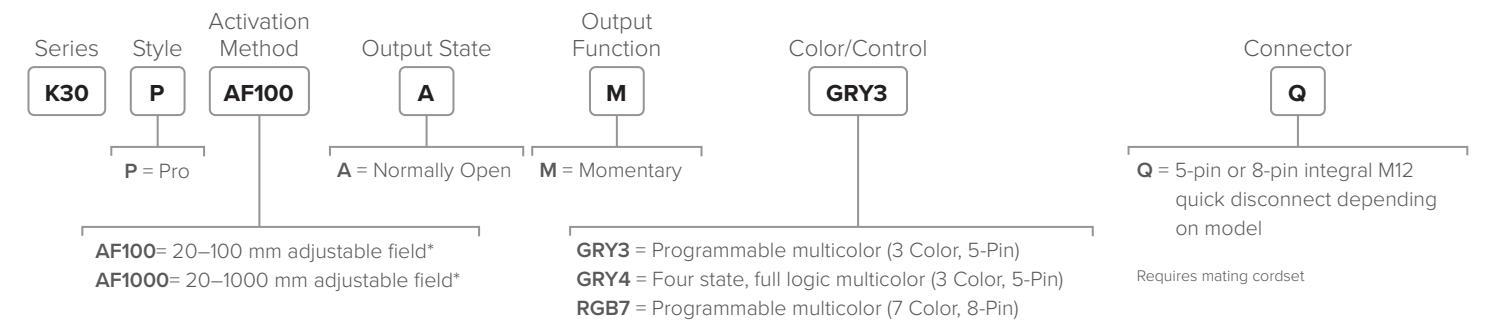 Series
Style
Activation
Method
Output State
Output
Function
Color/Control
Connector
K30
P
AF100
A
M
GRY3
Q
P = Pro
A = Normally Open
M = Momentary
Q = 5-pin or 8-pin integral M12
quick disconnect depending
on model
AF100= 20–100 mm adjustable field*
AF1000= 20–1000 mm adjustable field*
GRY3 = Programmable multicolor (3 Color, 5-Pin)
GRY4 = Four state, full logic multicolor (3 Color, 5-Pin)
RGB7 = Programmable multicolor (7 Color, 8-Pin)
Requires mating cordset